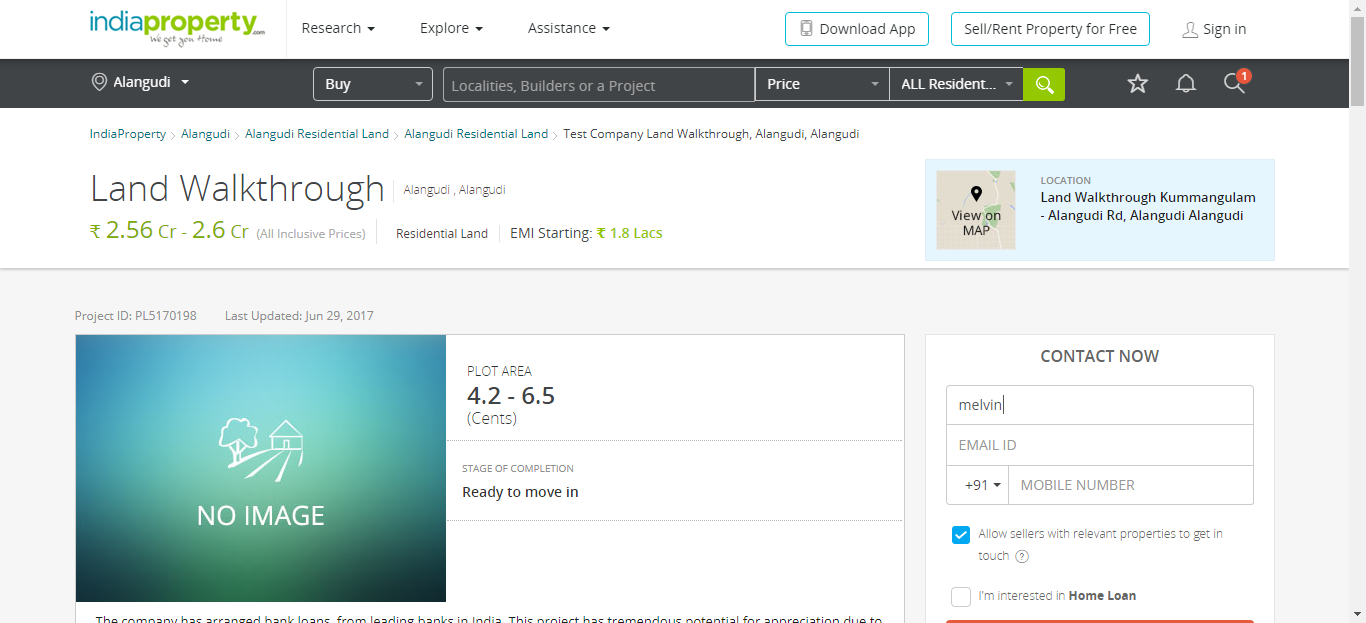 indiaproperty.com
We get you Home
Research
Explore
Assistance
Download App
Sell/Rent Property for Free
Sign in
Alangudi
Buy
Localities, Builders or a Project
Price
ALL Resident...
1
IndiaProperty > Alangudi > Alangudi Residential Land > Alangudi Residential Land > Test Company Land Walkthrough, Alangudi, Alangudi
Land Walkthrough
Alangudi , Alangudi
₹ 2.56 Cr - 2.6 Cr (All Inclusive Prices)
Residential Land
EMI Starting: ₹ 1.8 Lacs
View on
MAP
LOCATION
Land Walkthrough Kummangulam
- Alangudi Rd, Alangudi Alangudi
Project ID: PL5170198
Last Updated: Jun 29, 2017
NO IMAGE
PLOT AREA
4.2 - 6.5
(Cents)
STAGE OF COMPLETION
Ready to move in
CONTACT NOW
melvin
EMAIL ID
+91
MOBILE NUMBER
Allow sellers with relevant properties to get in
touch ?
I'm interested in Home Loan
The company has arranged bank loans, from leading banks in India. This project has tremendous potential for appreciation due to